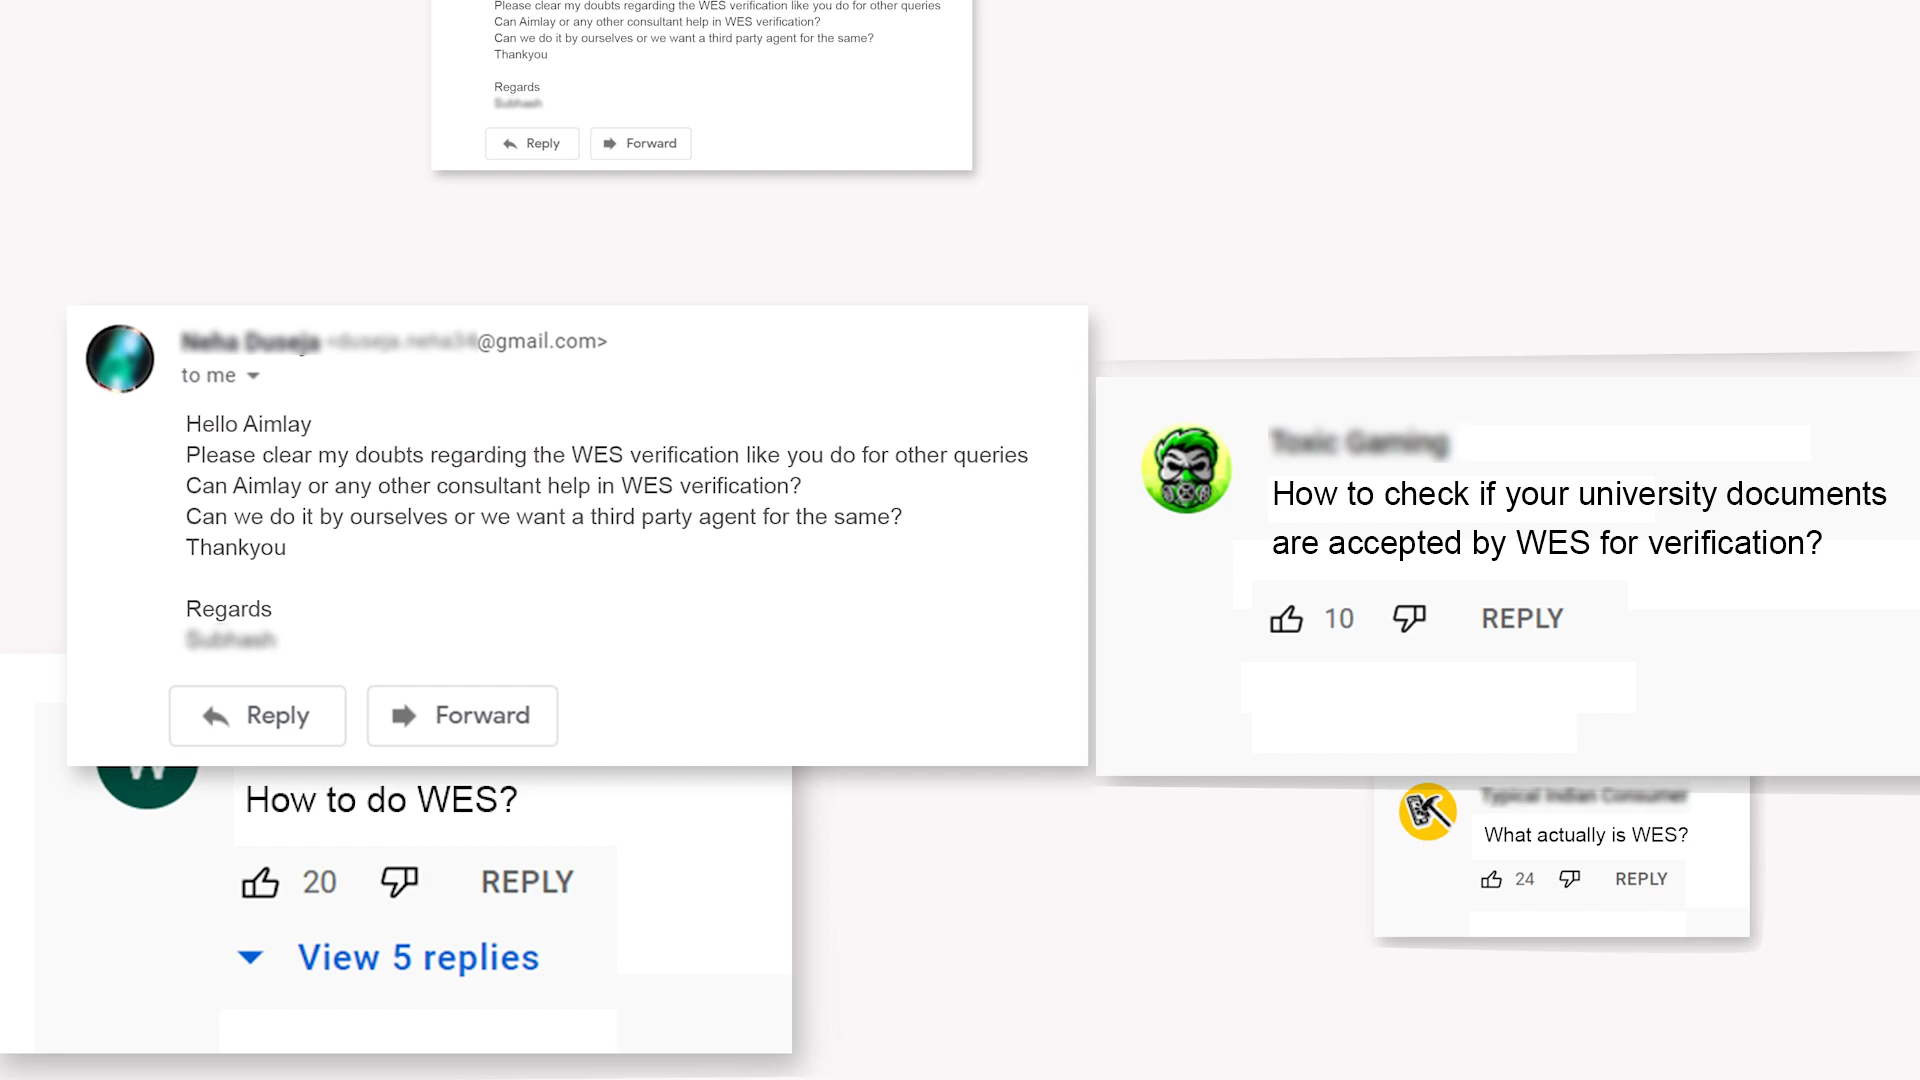 Please clear my doubts regarding the WES verification like you do for other queries
Can Aimlay or any other consultant help in WES verification?
Can we do it by ourselves or we want a third party agent for the same?
Thankyou
Regards
Reply Forward
@gmail.com>
to me
Hello Aimlay
Please clear my doubts regarding the WES verification like you do for other queries
Can Aimlay or any other consultant help in WES verification?
Can we do it by ourselves or we want a third party agent for the same?
Thankyou
Regards
Reply Forward
How to check if your university documents
are accepted by WES for verification?
10 REPLY
How to do WES?
20 REPLY
View 5 replies
What actually is WES?
24 REPLY